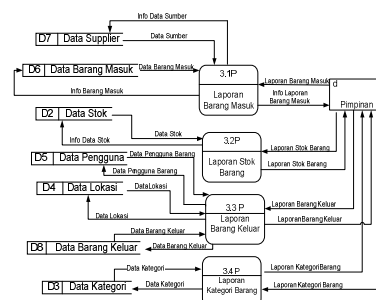 Info Data Sumber
D7 Data Supplier
Data Sumber
3.1P
Laporan
Barang Masuk
D6 Data Barang Masuk
Data Barang Masuk
Info Barang Masuk
Laporan Barang Masuk
Info Laporan
Barang Masuk
d
Pimpinan
D2 Data Stok
Data Stok
Info Data Stok
3.2P
Laporan Stok
Barang
Laporan Stok Barang
Laporan Stok Barang
D5 Data Pengguna
Data Pengguna Barang
Data Pengguna Barang
D4 Data Lokasi
DataLokasi
Data Lokasi
3.3 P
Laporan
Barang Keluar
Laporan BarangKeluar
LaporanBarangKeluar
Data Barang Keluar
D8 Data Barang Keluar
Data Barang Keluar
3.4 P
Laporan
Kategori Barang
Data Kategori
D3 Data Kategori
Data Kategori
Laporan KategoriBarang
Laporan Kategori Barang